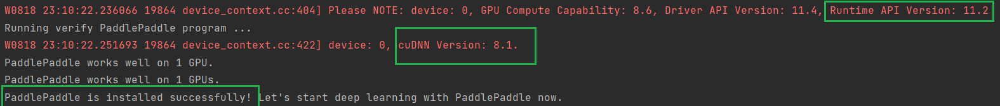 W0818 23:10:22.236066 19864 device_context.cc:404] Please NOTE: device: 0, GPU Compute Capability: 8.6, Driver API Version: 11.4, Runtime API Version: 11.2
Running verify PaddlePaddle program ...
W0818 23:10:22.251693 19864 device_context.cc:422] device: 0, cuDNN Version: 8.1.
PaddlePaddle works well on 1 GPU.
PaddlePaddle works well on 1 GPUs.
PaddlePaddle is installed successfully! Let's start deep learning with PaddlePaddle now.